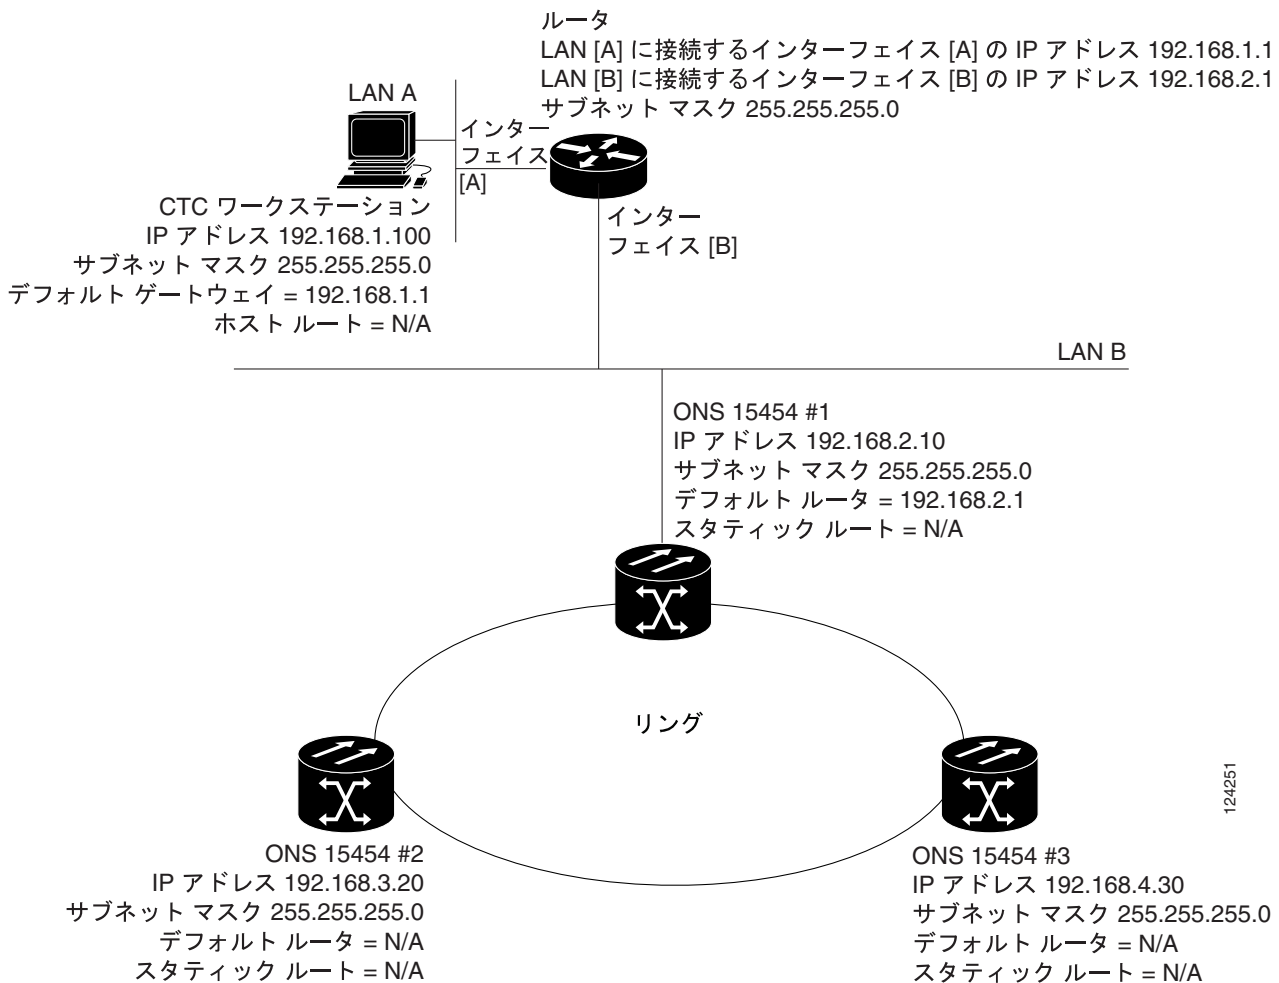 ルータ
LAN [A] に接続するインターフェイス [A] の IP アドレス 192.168.1.1
LAN [B] に接続するインターフェイス [B] の IP アドレス 192.168.2.1
サブネット マスク 255.255.255.0
LAN A
インター
フェイス
[A]
CTC ワークステーション
IP アドレス 192.168.1.100
サブネット マスク 255.255.255.0
デフォルト ゲートウェイ = 192.168.1.1
ホスト ルート = N/A
インター
フェイス [B]
LAN B
ONS 15454 #1
IP アドレス 192.168.2.10
サブネット マスク 255.255.255.0
デフォルト ルータ = 192.168.2.1
スタティック ルート = N/A
リング
ONS 15454 #2
IP アドレス 192.168.3.20
サブネット マスク 255.255.255.0
デフォルト ルータ = N/A
スタティック ルート = N/A
ONS 15454 #3
IP アドレス 192.168.4.30
サブネット マスク 255.255.255.0
デフォルト ルータ = N/A
スタティック ルート = N/A
124251